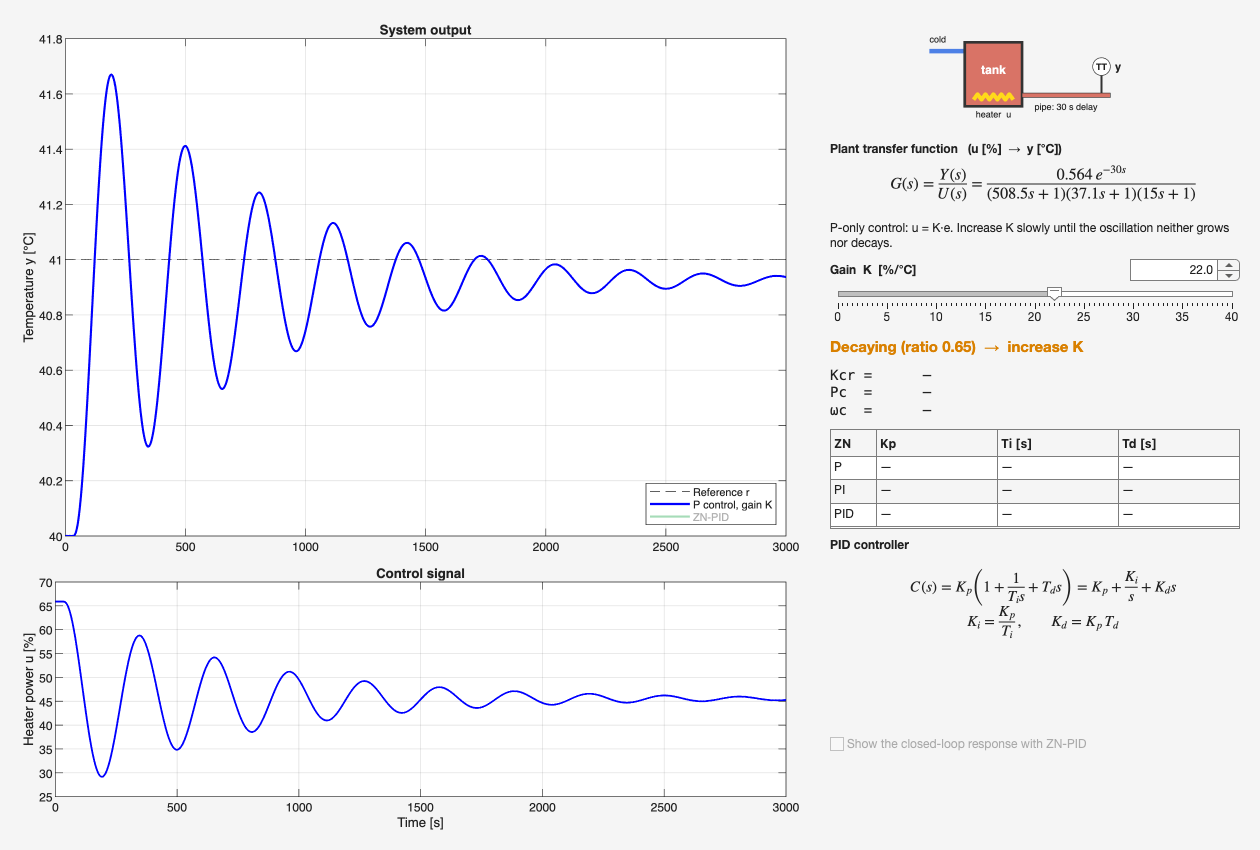 System output
41.8
41.6
41.4
41.2
41
40.8
40.6
40.4
40.2
40
Temperature y [°C]
0 500 1000 1500 2000 2500 3000
Reference r
P control, gain K
ZN-PID
Control signal
70
65
60
55
50
45
40
35
30
25
Heater power u [%]
0 500 1000 1500 2000 2500 3000
Time [s]
cold
tank
TT y
pipe: 30 s delay
heater u
Plant transfer function (u [%] → y [°C])
G(s) = Y(s)/U(s) = 0.564 e^{−30s}/((508.5s + 1)(37.1s + 1)(15s + 1))
P-only control: u = K·e. Increase K slowly until the oscillation neither grows
nor decays.
Gain K [%/°C] 22.0
0 5 10 15 20 25 30 35 40
Decaying (ratio 0.65) → increase K
Kcr = —
Pc = —
ωc = —
ZN Kp Ti [s] Td [s]
P — — —
PI — — —
PID — — —
PID controller
C(s) = K_p(1 + 1/(T_i s) + T_d s) = K_p + K_i/s + K_d s
K_i = K_p/T_i, K_d = K_p T_d
Show the closed-loop response with ZN-PID